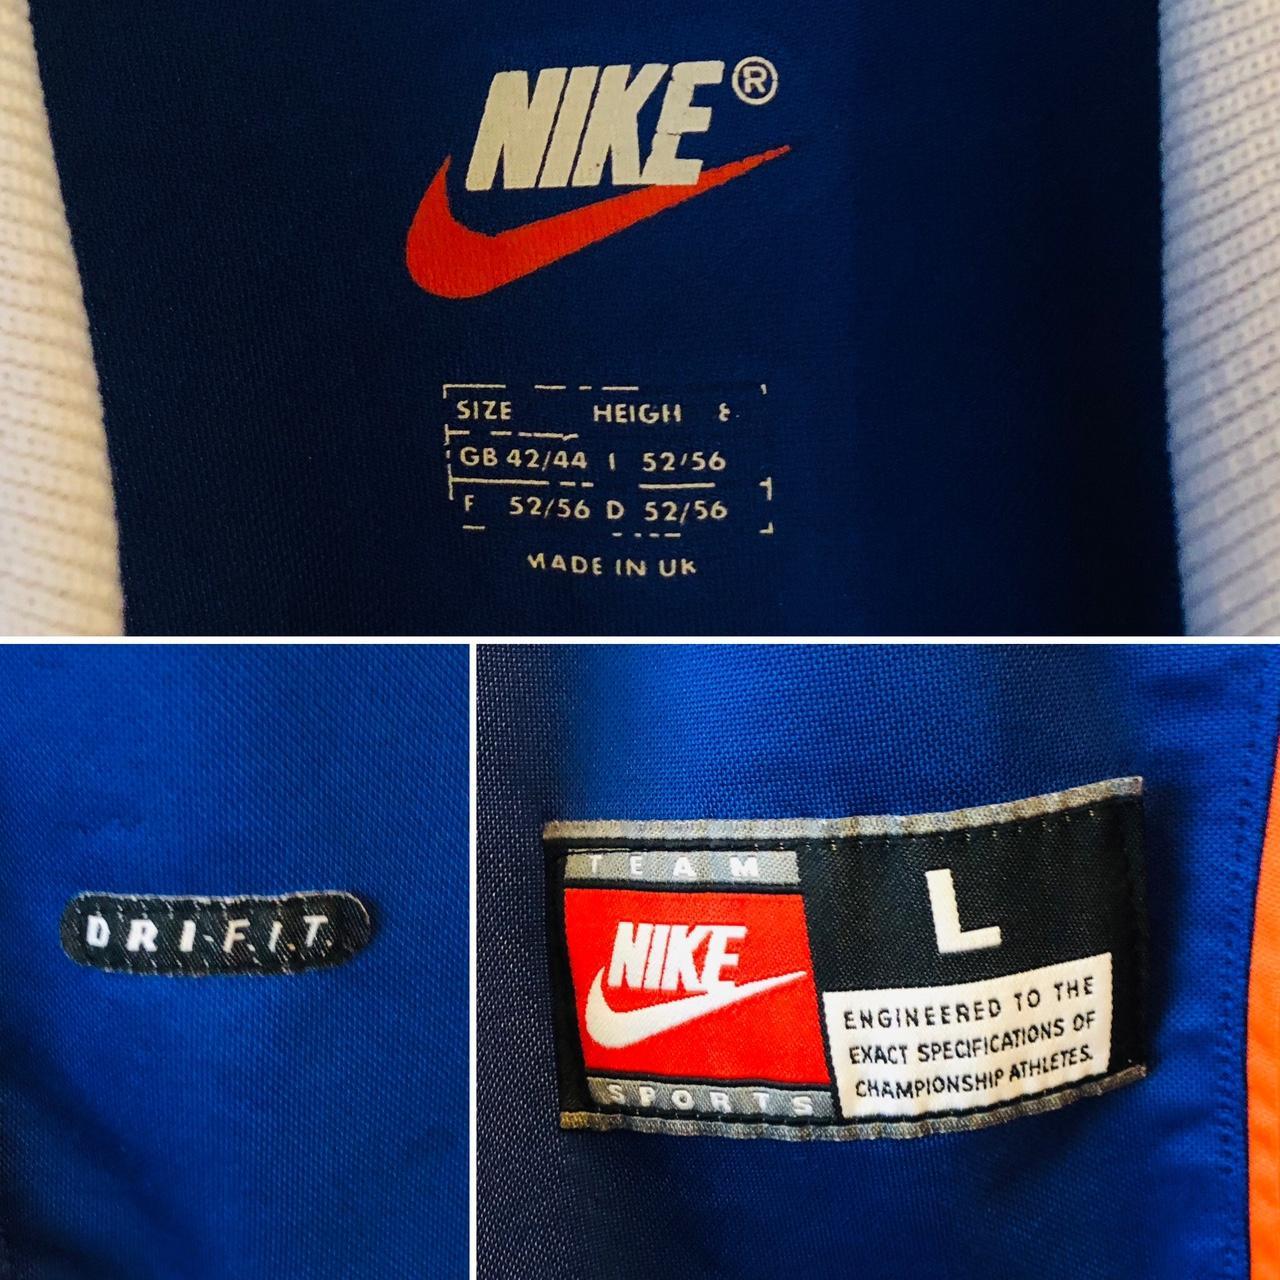 NIKE®
SIZE
GB 42/44 I 52/56
F 52/56 D 52/56
MADE IN UK
DRI-F.I.T.
TEAM
NIKE
SPORTS
L
ENGINEERED TO THE
EXACT SPECIFICATIONS OF
CHAMPIONSHIP ATHLETES.